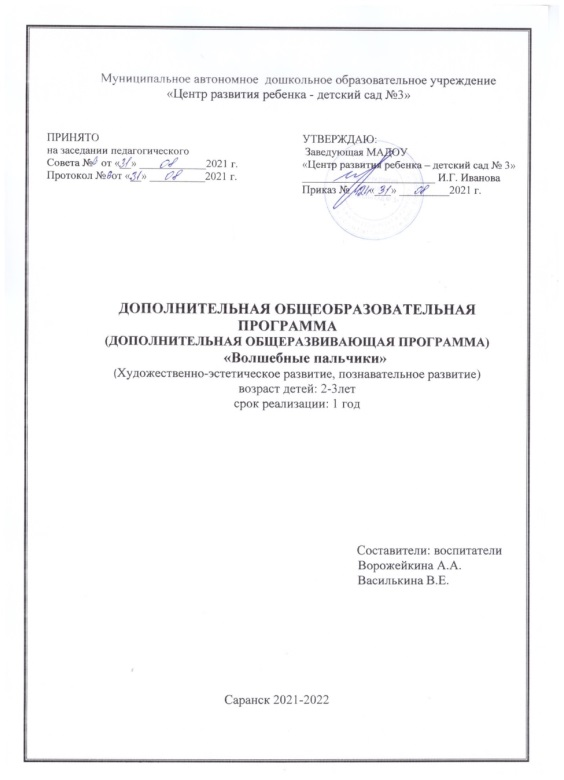 Муниципальное автономное дошкольное образовательное учреждение
«Центр развития ребенка - детский сад №3»
ПРИНЯТО
на заседании педагогического
Совета № от «31» 08 2021 г.
Протокол № от «31» 08 2021 г.
УТВЕРЖДАЮ:
Заведующая МАДОУ
«Центр развития ребенка – детский сад № 3»
И.Г. Иванова
Приказ № «31» 08 2021 г.
ДОПОЛНИТЕЛЬНАЯ ОБЩЕОБРАЗОВАТЕЛЬНАЯ
ПРОГРАММА
(ДОПОЛНИТЕЛЬНАЯ ОБЩЕРАЗВИВАЮЩАЯ ПРОГРАММА)
«Волшебные пальчики»
(Художественно-эстетическое развитие, познавательное развитие)
возраст детей: 2-3лет
срок реализации: 1 год
Составители: воспитатели
Ворожейкина А.А.
Василькина В.Е.
Саранск 2021-2022